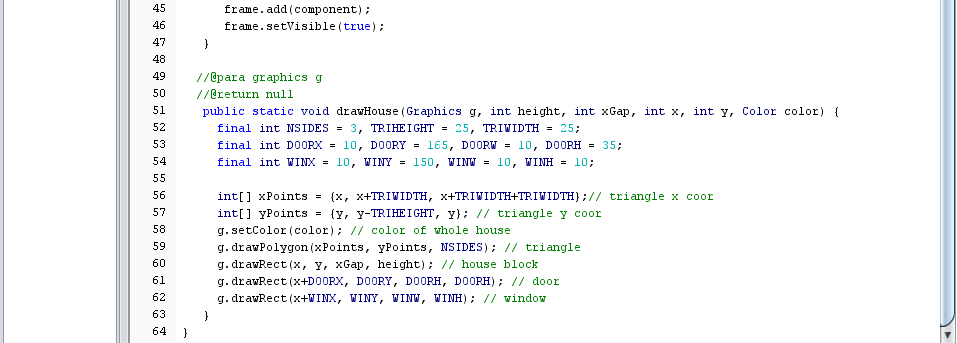 45 frame.add(component);
46 frame.setVisible(true);
47 }
48
49 //@para graphics g
50 //@return null
51 public static void drawHouse(Graphics g, int height, int xGap, int x, int y, Color color) {
52 final int NSIDES = 3, TRIHEIGHT = 25, TRIWIDTH = 25;
53 final int DOORX = 10, DOORY = 165, DOORW = 10, DOORH = 35;
54 final int WINX = 10, WINY = 150, WINW = 10, WINH = 10;
55
56 int[] xPoints = {x, x+TRIWIDTH, x+TRIWIDTH+TRIWIDTH};// triangle x coor
57 int[] yPoints = {y, y-TRIHEIGHT, y}; // triangle y coor
58 g.setColor(color); // color of whole house
59 g.drawPolygon(xPoints, yPoints, NSIDES); // triangle
60 g.drawRect(x, y, xGap, height); // house block
61 g.drawRect(x+DOORX, DOORY, DOORH, DOORH); // door
62 g.drawRect(x+WINX, WINY, WINW, WINH); // window
63 }
64 }